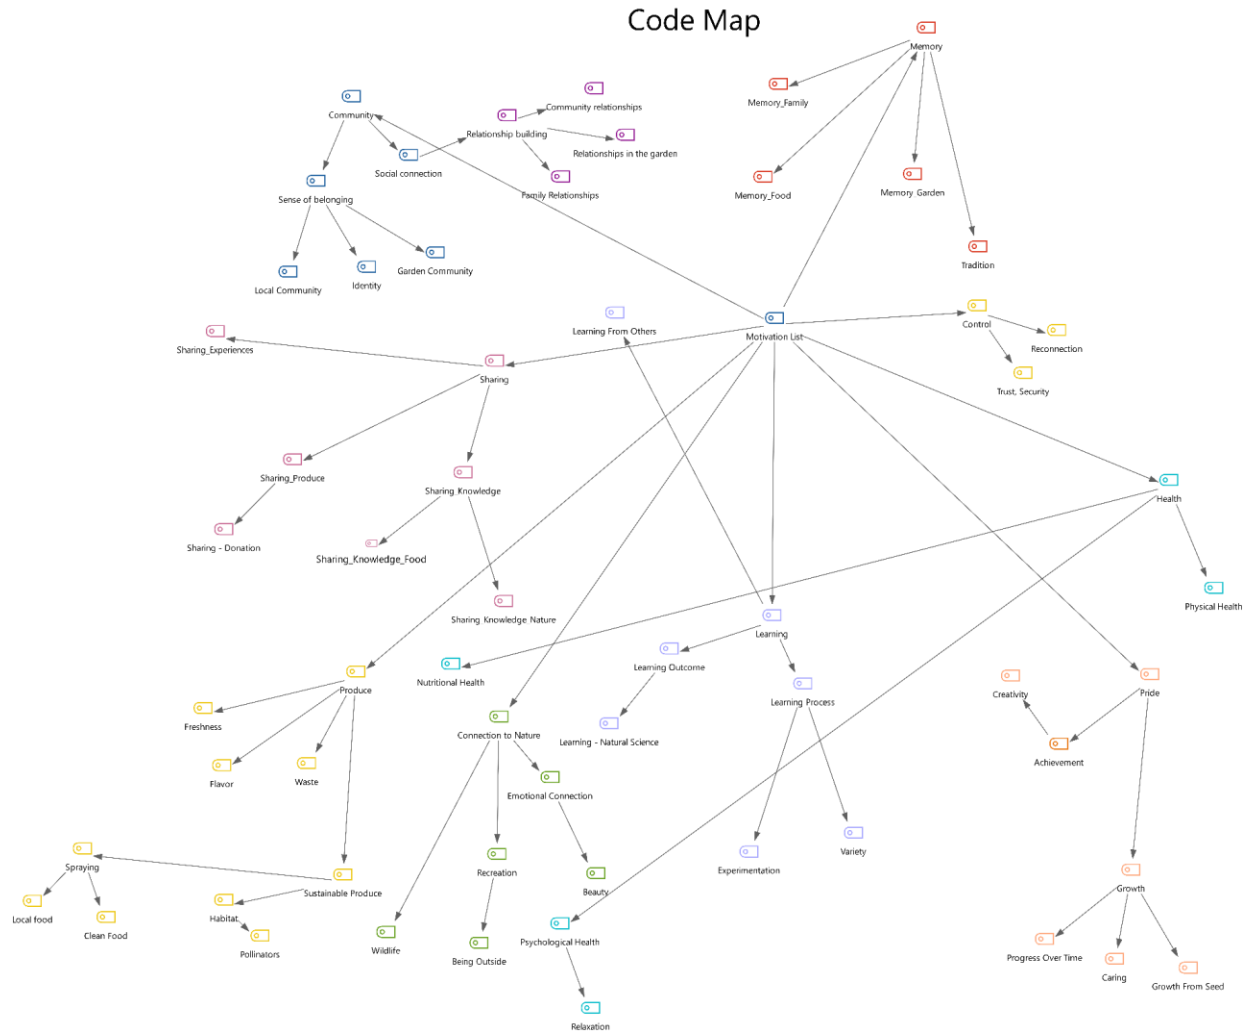 Code Map
Memory
Memory_Family
Community relationships
Community
Relationship building
Relationships in the garden
Social connection
Memory_Food
Memory Garden
Family Relationships
Sense of belonging
Tradition
Garden Community
Local Community
Identity
Learning From Others
Control
Motivation List
Sharing_Experiences
Reconnection
Sharing
Trust, Security
Sharing_Produce
Sharing_Knowledge
Health
Sharing - Donation
Sharing_Knowledge_Food
Physical Health
Sharing Knowledge Nature
Learning
Learning Outcome
Nutritional Health
Produce
Creativity
Pride
Learning Process
Freshness
Connection to Nature
Learning - Natural Science
Achievement
Flavor
Waste
Emotional Connection
Variety
Spraying
Experimentation
Recreation
Growth
Sustainable Produce
Beauty
Local food
Habitat
Clean Food
Psychological Health
Wildlife
Pollinators
Being Outside
Progress Over Time
Caring
Growth From Seed
Relaxation